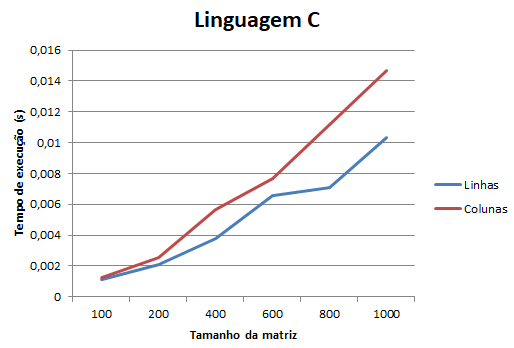 Linguagem C
Tempo de execução (s)
0,016
0,014
0,012
0,01
0,008
0,006
0,004
0,002
0
100 200 400 600 800 1000
Tamanho da matriz
Linhas
Colunas